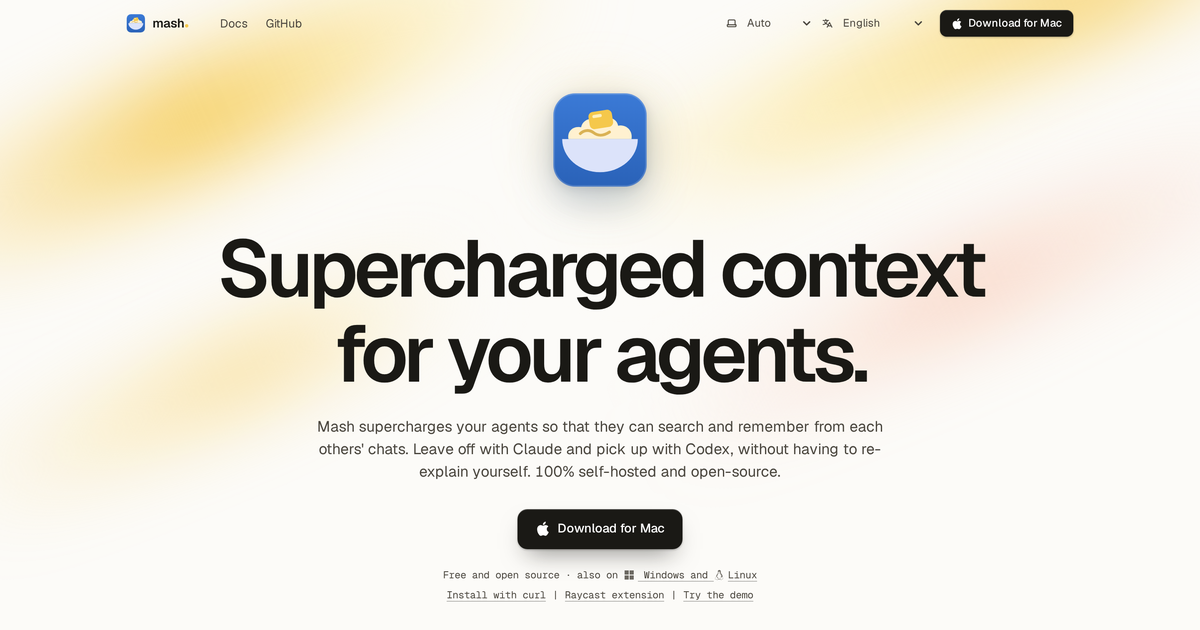 mash.
Docs
GitHub
Auto
English
Download for Mac
Supercharged context
for your agents.
Mash supercharges your agents so that they can search and remember from each
others' chats. Leave off with Claude and pick up with Codex, without having to re-
explain yourself. 100% self-hosted and open-source.
Download for Mac
Free and open source · also on Windows and Linux
Install with curl | Raycast extension | Try the demo